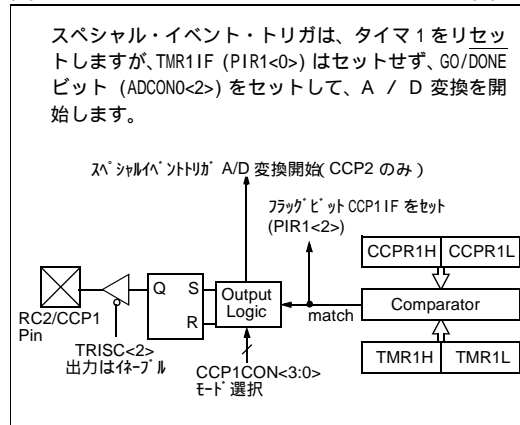 スペシャル・イベント・トリガは、タイマ1をリセッ
トしますが、TMR1IF (PIR1<0>) はセットせず、GO/DONE
ビット (ADCON0<2>) をセットして、A / D 変換を開
始します。
スペシャルイベントトリガ A/D 変換開始( CCP2 のみ )
フラッグビット CCP1IF をセット
(PIR1<2>)
CCPR1H CCPR1L
Q S
R
Output
Logic
match
Comparator
RC2/CCP1
Pin
TRISC<2>
出力はイネーブル
CCP1CON<3:0>
モード選択
TMR1H TMR1L